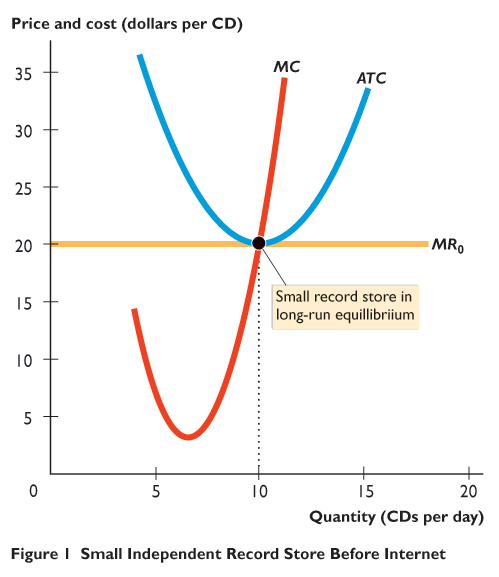 Price and cost (dollars per CD)
MC
ATC
35
30
25
20
MR0
Small record store in
long-run equillibriium
15
10
5
0
5
10
15
20
Quantity (CDs per day)
Figure 1 Small Independent Record Store Before Internet